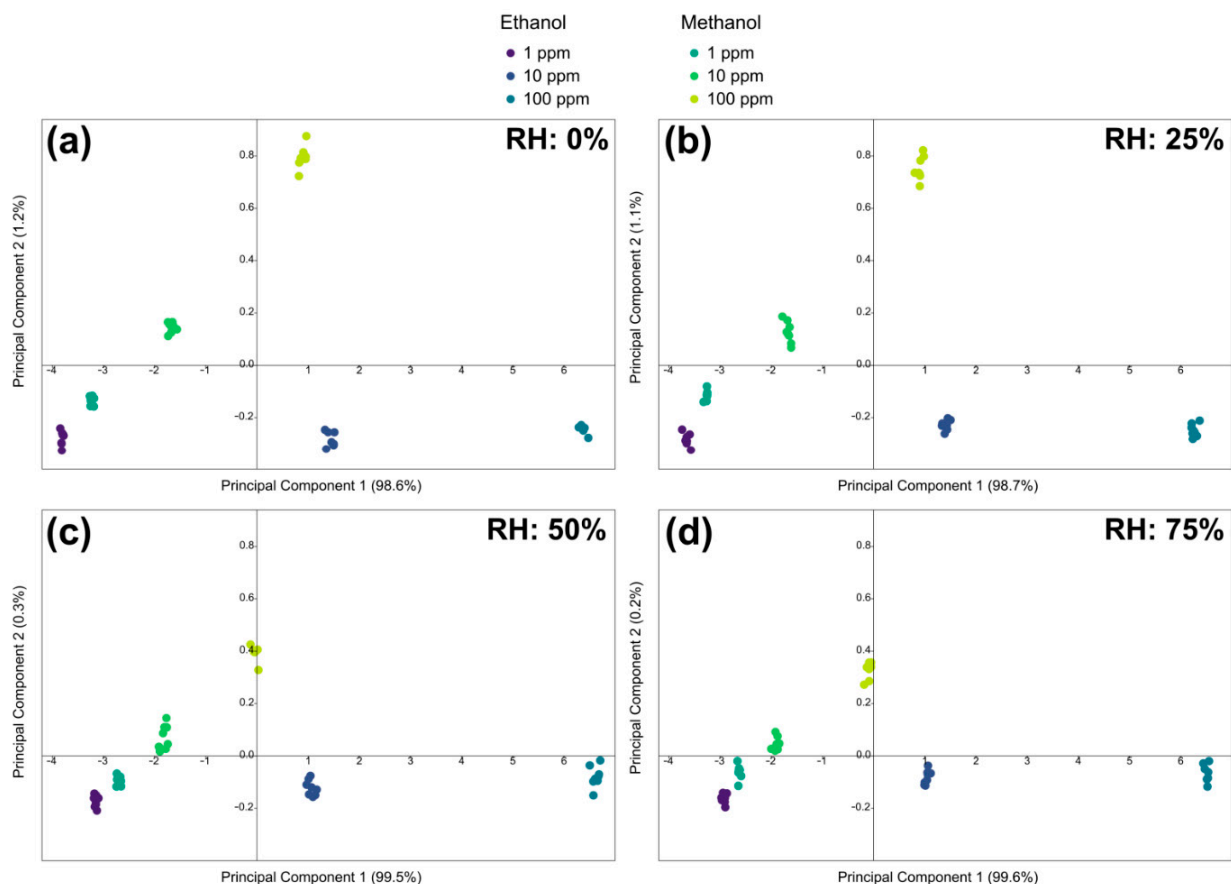 Ethanol Methanol
1 ppm 1 ppm
10 ppm 10 ppm
100 ppm 100 ppm
(a) RH: 0%
Principal Component 2 (1.2%)
0.8
0.6
0.4
0.2
0.0
-4 -3 -2 -1 1 2 3 4 5 6
-0.2
Principal Component 1 (98.6%)
(b) RH: 25%
Principal Component 2 (1.1%)
0.8
0.6
0.4
0.2
0.0
-4 -3 -2 -1 1 2 3 4 5 6
-0.2
Principal Component 1 (98.7%)
(c) RH: 50%
Principal Component 2 (0.3%)
0.8
0.6
0.4
0.2
0.0
-4 -3 -2 -1 1 2 3 4 5 6
-0.2
Principal Component 1 (99.5%)
(d) RH: 75%
Principal Component 2 (0.2%)
0.8
0.6
0.4
0.2
0.0
-4 -3 -2 -1 1 2 3 4 5 6
-0.2
Principal Component 1 (99.6%)